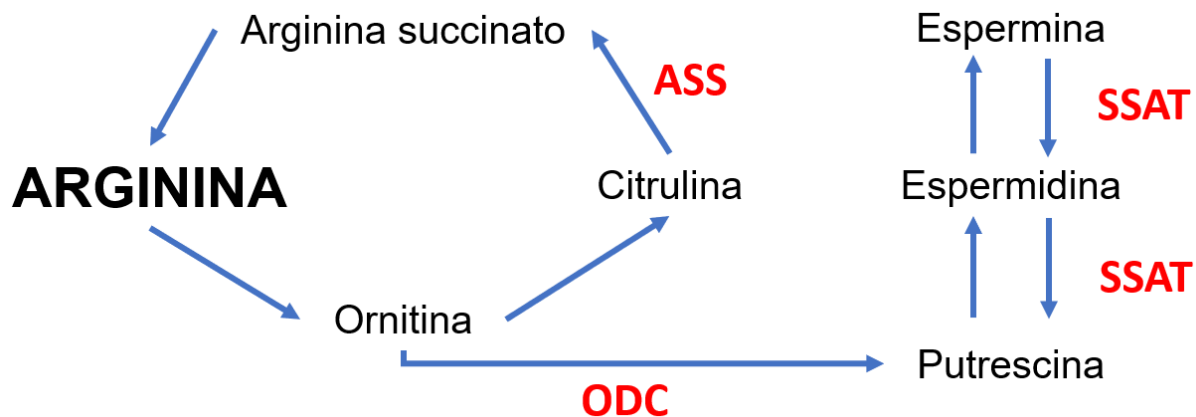 Arginina succinato
Espermina
ASS
SSAT
ARGININA
Citrulina
Espermidina
SSAT
Ornitina
Putrescina
ODC